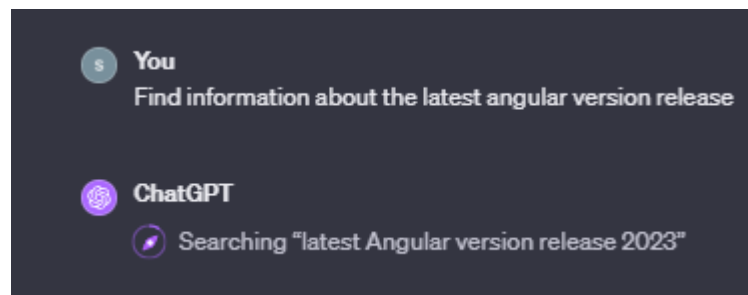 S
You
Find information about the latest angular version release
ChatGPT
Searching “latest Angular version release 2023”